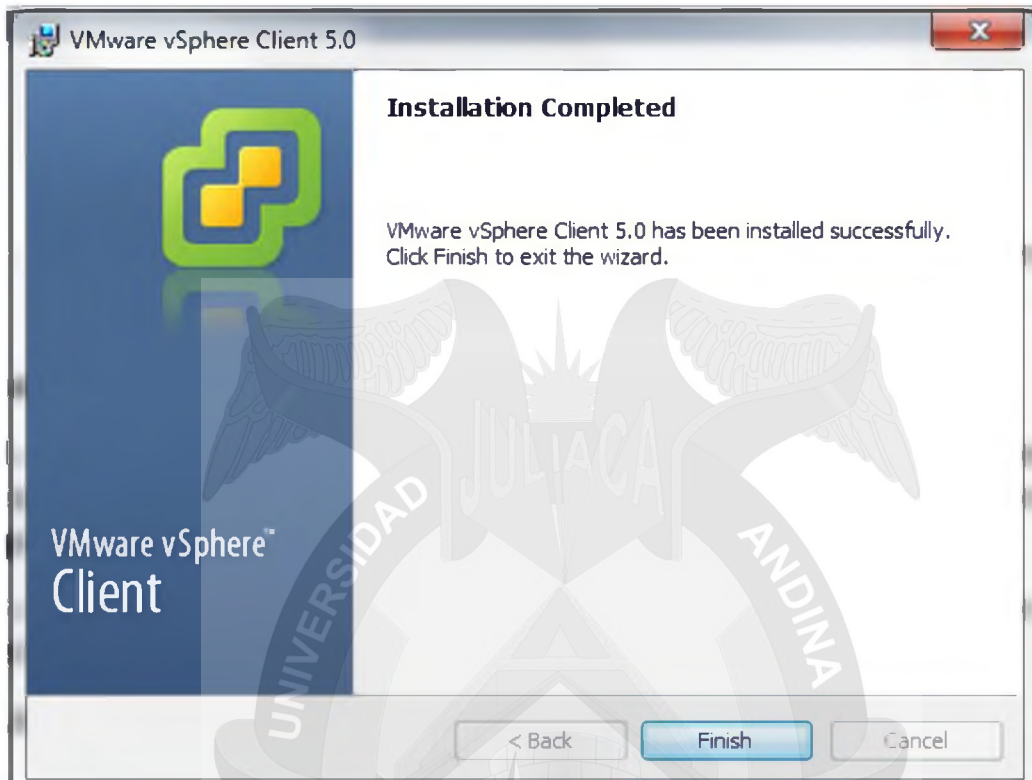 VMware vSphere Client 5.0
Installation Completed
VMware vSphere Client 5.0 has been installed successfully.
Click Finish to exit the wizard.
VMware vSphere™
Client
JULIACA
UNIVERSIDAD
ANDINA
< Back
Finish
Cancel